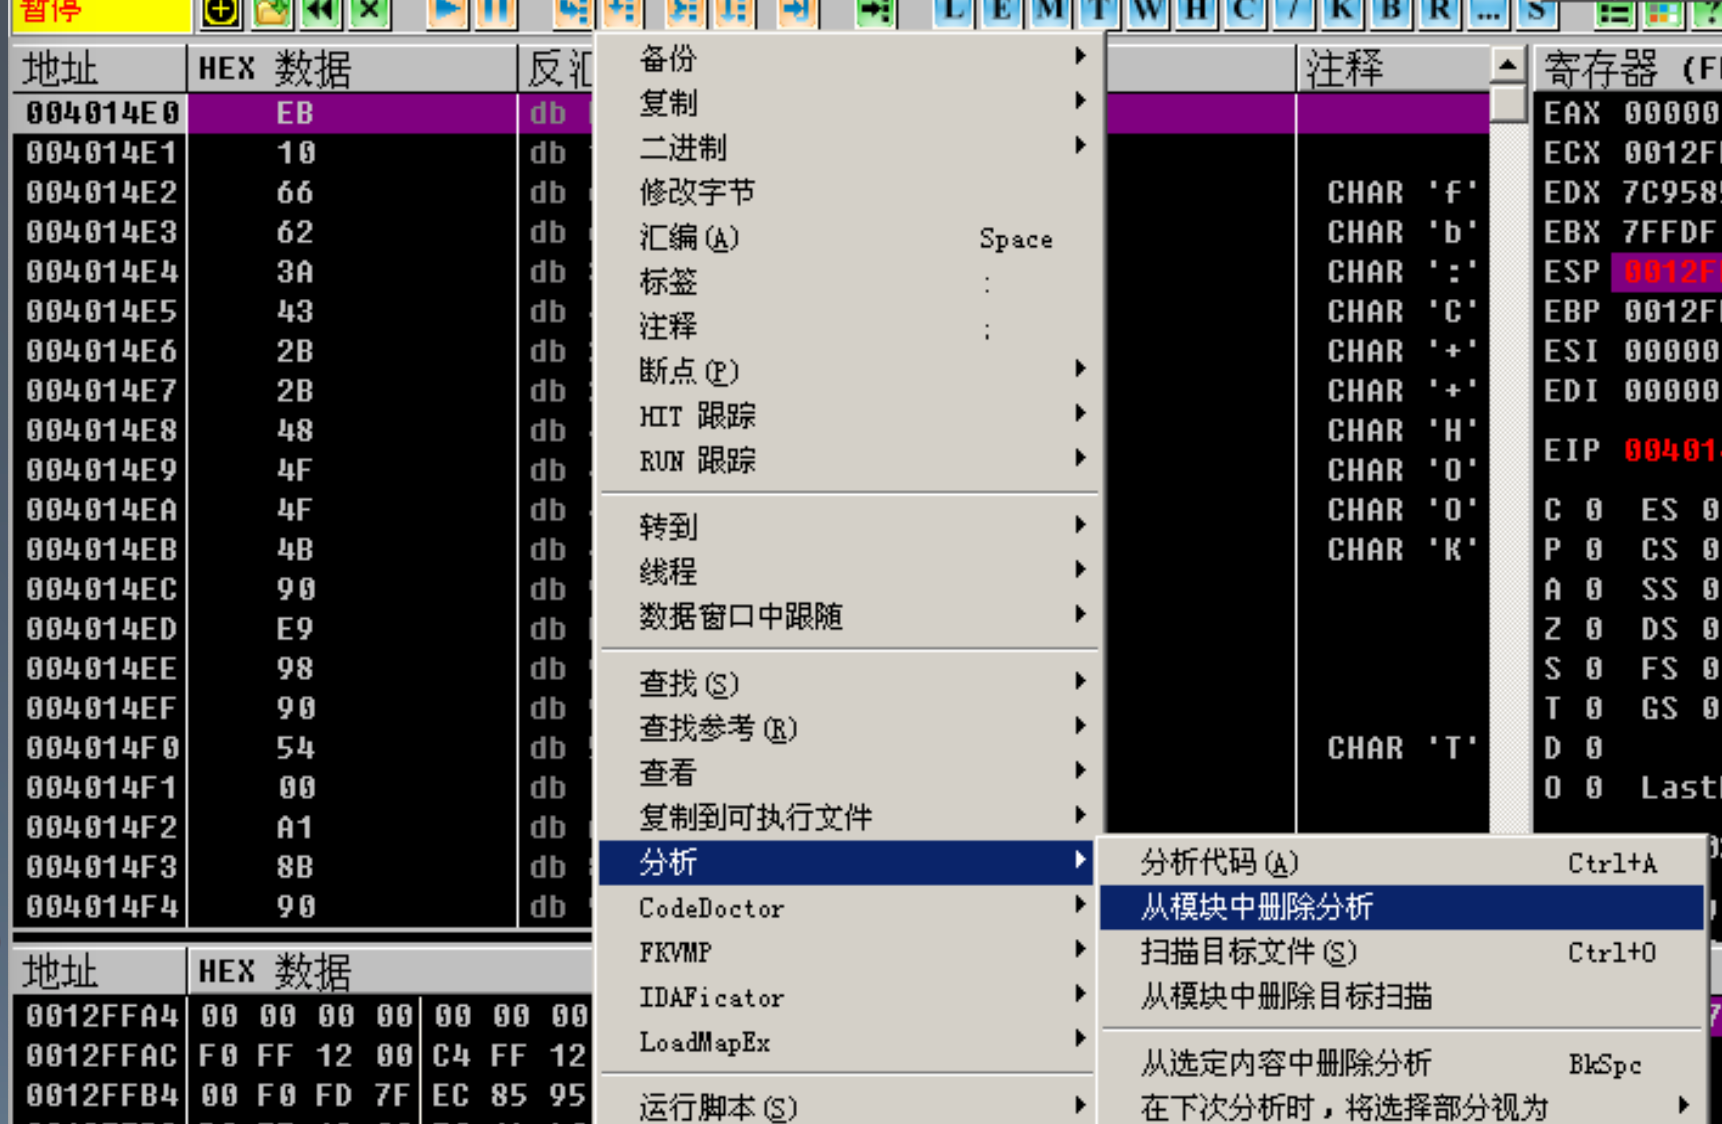 暂停
L E M T W H C / K B R ... S
地址 HEX 数据 注释 寄存器
004014E0 EB db
004014E1 10 db
004014E2 66 db CHAR 'f'
004014E3 62 db CHAR 'b'
004014E4 3A db CHAR ':'
004014E5 43 db CHAR 'C'
004014E6 2B db CHAR '+'
004014E7 2B db CHAR '+'
004014E8 48 db CHAR 'H'
004014E9 4F db CHAR 'O'
004014EA 4F db CHAR 'O'
004014EB 4B db CHAR 'K'
004014EC 90 db
004014ED E9 db
004014EE 98 db
004014EF 90 db
004014F0 54 db CHAR 'T'
004014F1 00 db
004014F2 A1 db
004014F3 8B db
004014F4 90 db
备份
复制
二进制
修改字节
汇编(A) Space
标签 :
注释 ;
断点(P)
HIT 跟踪
RUN 跟踪
转到
线程
数据窗口中跟随
查找(S)
查找参考(R)
查看
复制到可执行文件
分析
CodeDoctor
FKVMP
IDAFicator
LoadMapEx
运行脚本(S)
分析代码(A) Ctrl+A
从模块中删除分析
扫描目标文件(S) Ctrl+O
从模块中删除目标扫描
从选定内容中删除分析 BkSpc
在下次分析时，将选择部分视为
EAX 00000
ECX 0012F
EDX 7C958
EBX 7FFDF
ESP 0012F
EBP 0012F
ESI 00000
EDI 00000
EIP 00401
C 0 ES
P 0 CS
A 0 SS
Z 0 DS
S 0 FS
T 0 GS
D 0
O 0 Last
地址 HEX 数据
0012FFA4 00 00 00 00 00 00 00
0012FFAC F0 FF 12 00 C4 FF 12
0012FFB4 00 F0 FD 7F EC 85 95